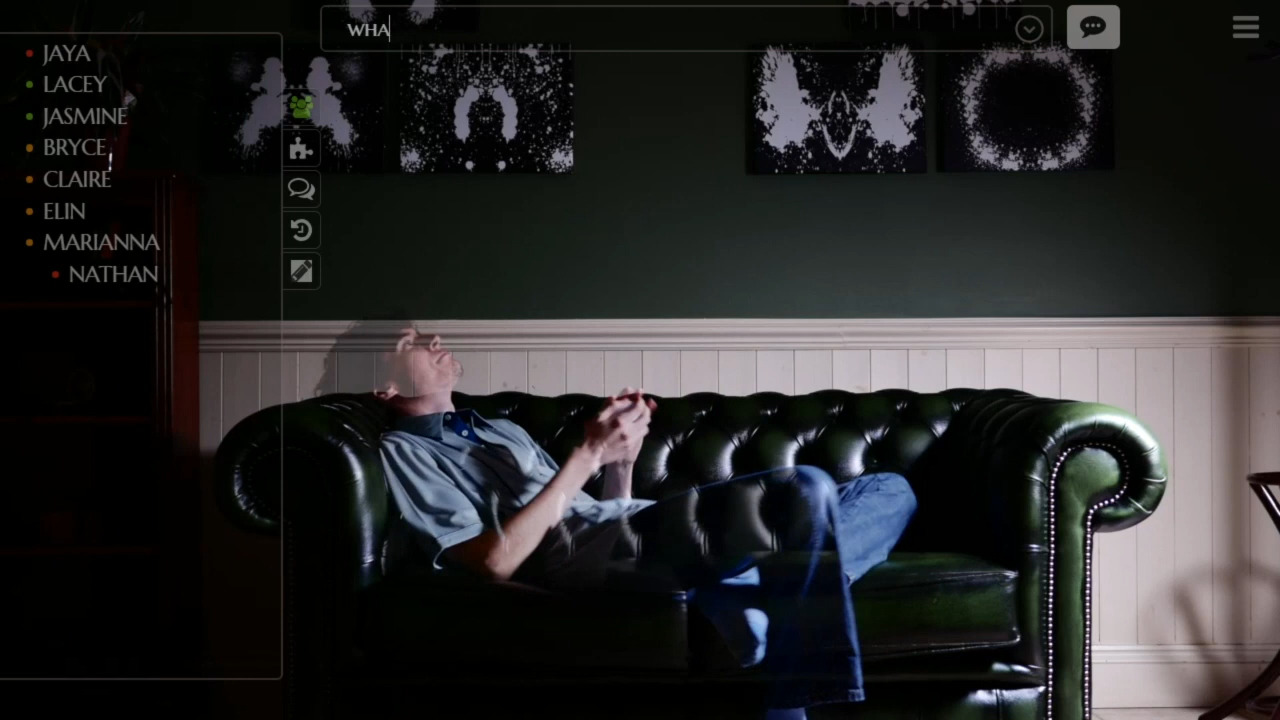 WHA
JAYA
LACEY
JASMINE
BRYCE
CLAIRE
ELIN
MARIANNA
NATHAN